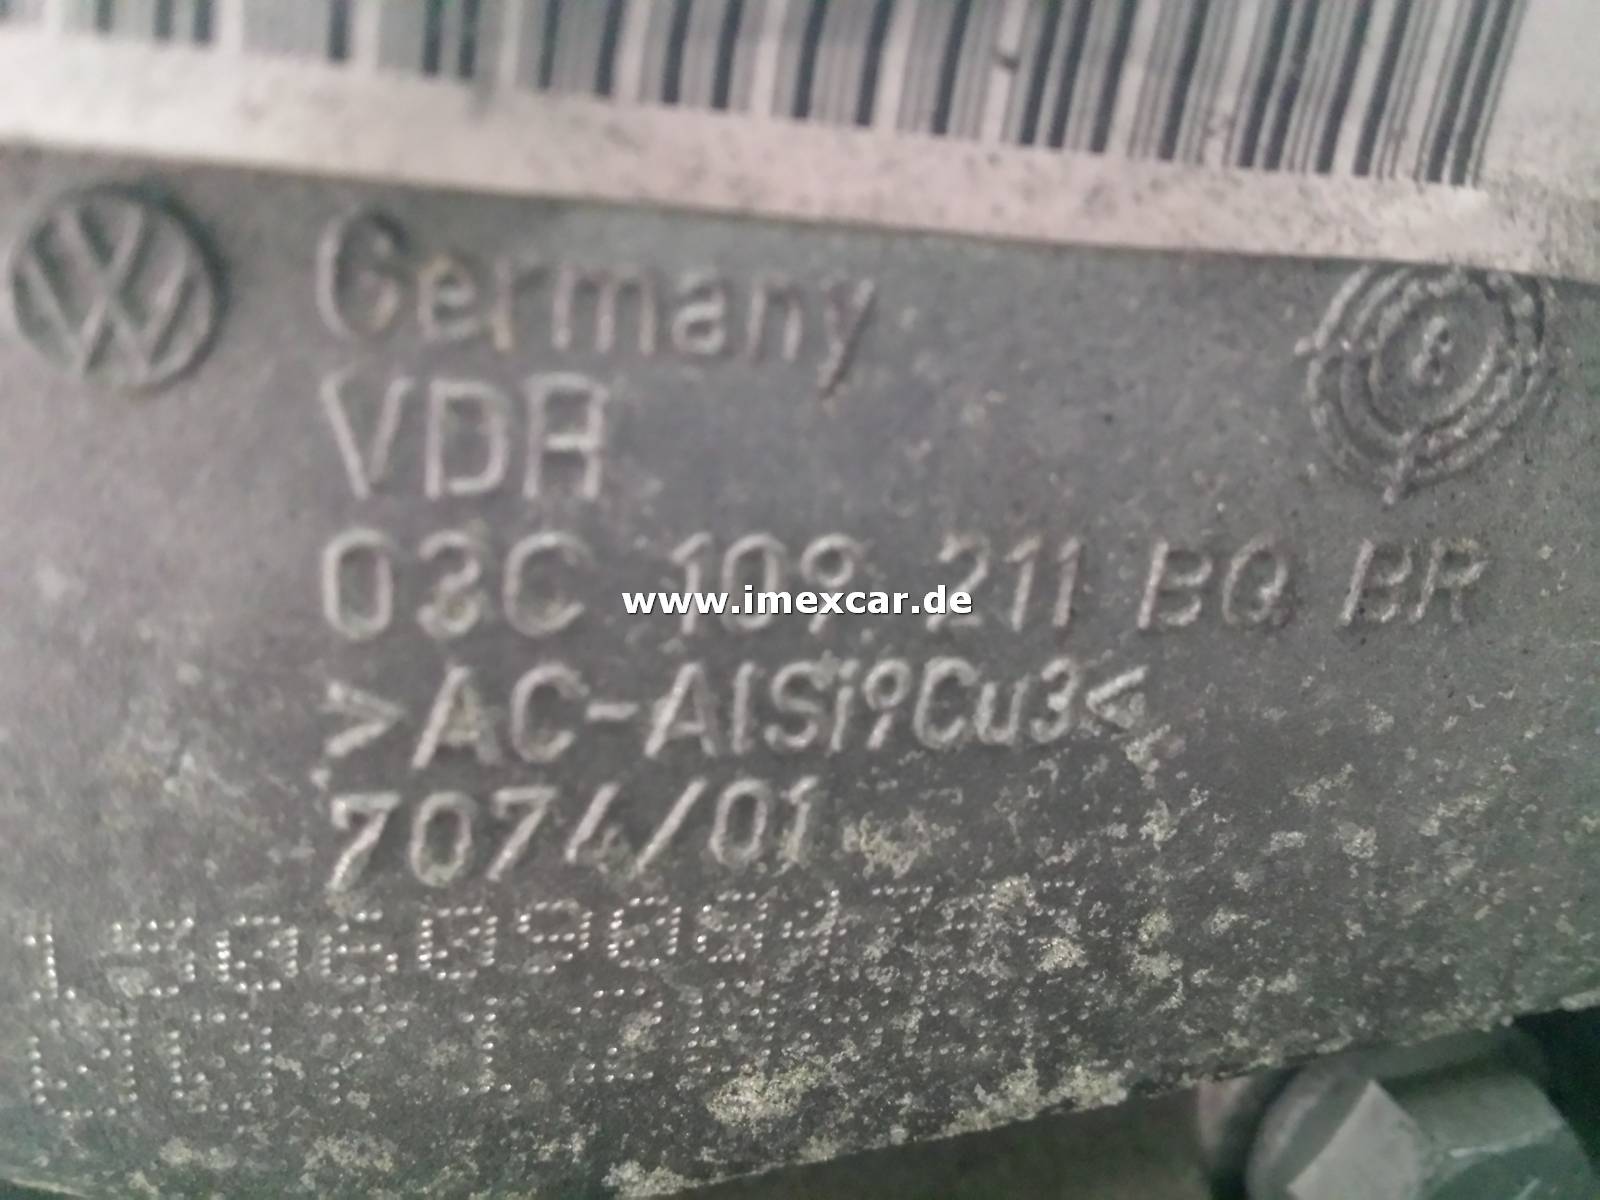 Germany
VDR
03C 109 211 BQ BR
www.imexcar.de
>AC-AlSi9Cu3<
7074/01